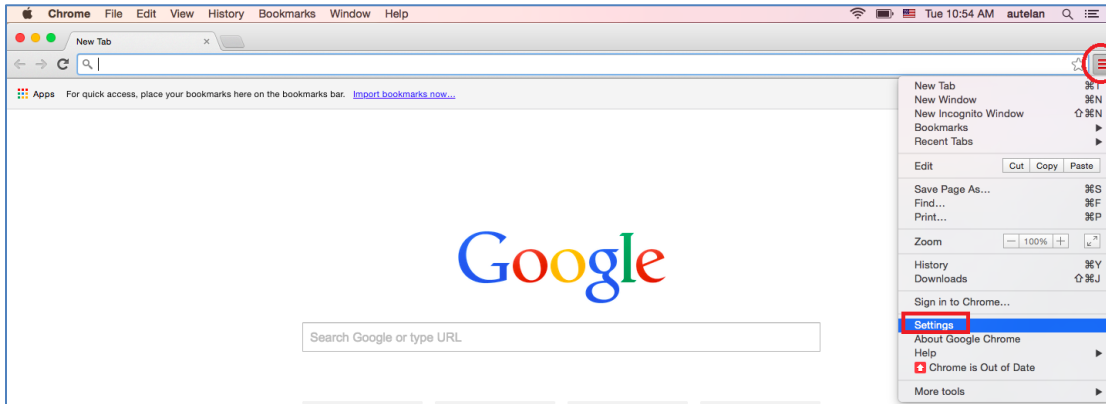 Chrome File Edit View History Bookmarks Window Help Tue 10:54 AM autelan
New Tab ×
Apps For quick access, place your bookmarks here on the bookmarks bar. Import bookmarks now...
Google
Search Google or type URL
New Tab ⌘T
New Window ⌘N
New Incognito Window ⇧⌘N
Bookmarks ▶
Recent Tabs ▶
Edit Cut Copy Paste
Save Page As... ⌘S
Find... ⌘F
Print... ⌘P
Zoom − 100% +
History ⌘Y
Downloads ⇧⌘J
Sign in to Chrome...
Settings
About Google Chrome
Help ▶
Chrome is Out of Date
More tools ▶